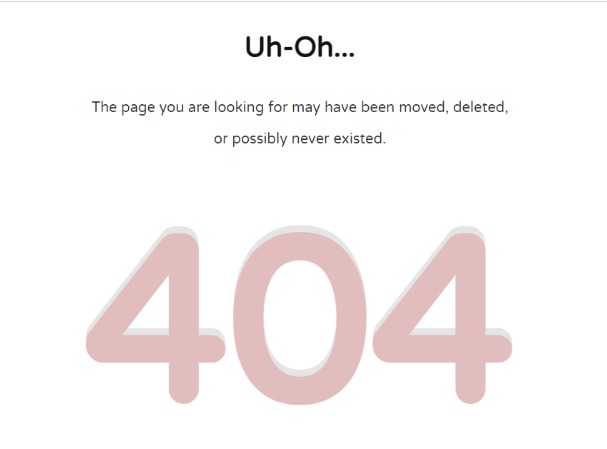 Uh-Oh...
The page you are looking for may have been moved, deleted,
or possibly never existed.
404